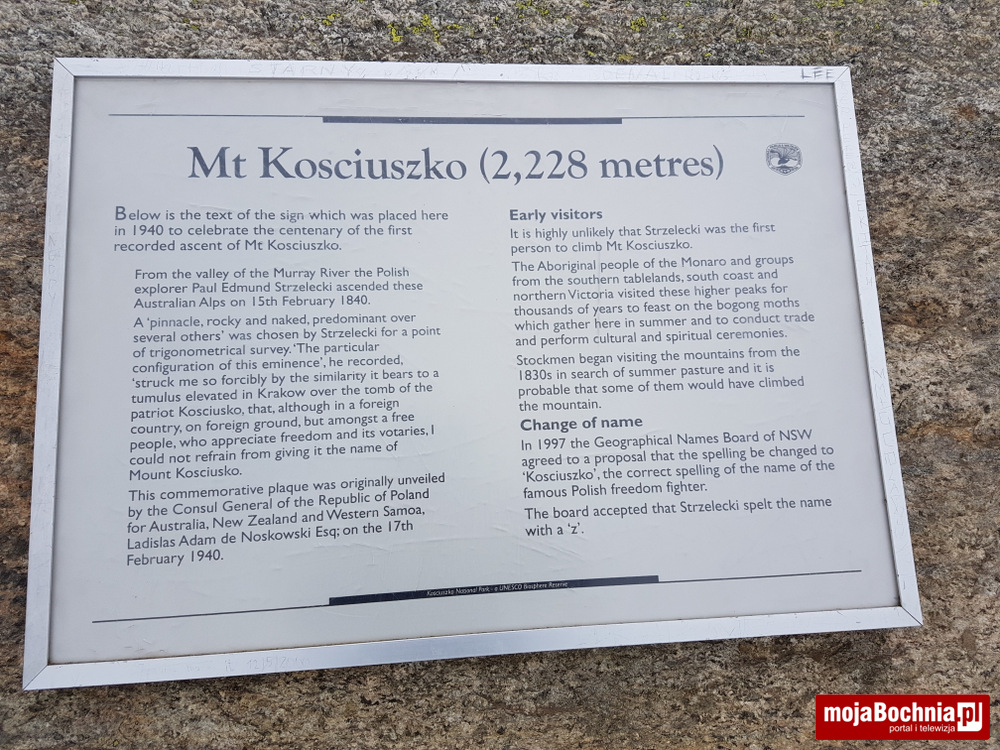 LEE
Mt Kosciuszko (2,228 metres)
Below is the text of the sign which was placed here
in 1940 to celebrate the centenary of the first
recorded ascent of Mt Kosciuszko.
From the valley of the Murray River the Polish
explorer Paul Edmund Strzelecki ascended these
Australian Alps on 15th February 1840.
A 'pinnacle, rocky and naked, predominant over
several others' was chosen by Strzelecki for a point
of trigonometrical survey. 'The particular
configuration of this eminence', he recorded,
'struck me so forcibly by the similarity it bears to a
tumulus elevated in Krakow over the tomb of the
patriot Kosciusko, that, although in a foreign
country, on foreign ground, but amongst a free
people, who appreciate freedom and its votaries, I
could not refrain from giving it the name of
Mount Kosciusko.
This commemorative plaque was originally unveiled
by the Consul General of the Republic of Poland
for Australia, New Zealand and Western Samoa,
Ladislas Adam de Noskowski Esq; on the 17th
February 1940.
Early visitors
It is highly unlikely that Strzelecki was the first
person to climb Mt Kosciuszko.
The Aboriginal people of the Monaro and groups
from the southern tablelands, south coast and
northern Victoria visited these higher peaks for
thousands of years to feast on the bogong moths
which gather here in summer and to conduct trade
and perform cultural and spiritual ceremonies.
Stockmen began visiting the mountains from the
1830s in search of summer pasture and it is
probable that some of them would have climbed
the mountain.
Change of name
In 1997 the Geographical Names Board of NSW
agreed to a proposal that the spelling be changed to
'Kosciuszko', the correct spelling of the name of the
famous Polish freedom fighter.
The board accepted that Strzelecki spelt the name
with a 'z'.
Kosciuszko National Park - a UNESCO Biosphere Reserve
mojaBochnia.pl
portal i telewizja